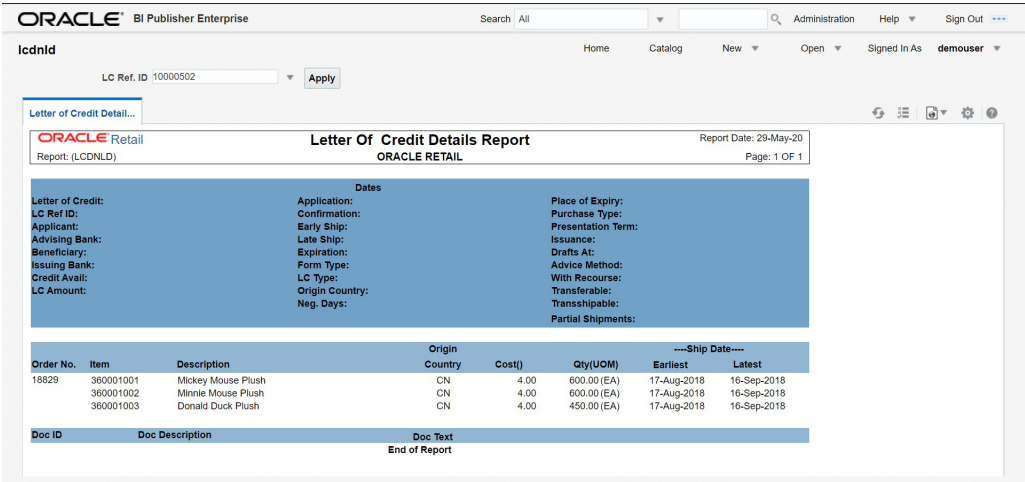 ORACLE BI Publisher Enterprise Search All Administration Help Sign Out
lcdnld Home Catalog New Open Signed In As demouser
LC Ref. ID 10000502 Apply
Letter of Credit Detail...
ORACLE Retail Letter Of Credit Details Report Report Date: 29-May-20
Report: (LCDNLD) ORACLE RETAIL Page: 1 OF 1
Dates
Letter of Credit: Application: Place of Expiry:
LC Ref ID: Confirmation: Purchase Type:
Applicant: Early Ship: Presentation Term:
Advising Bank: Late Ship: Issuance:
Beneficiary: Expiration: Drafts At:
Issuing Bank: Form Type: Advice Method:
Credit Avail: LC Type: With Recourse:
LC Amount: Origin Country: Transferable:
Neg. Days: Transshipable:
Partial Shipments:
Origin ----Ship Date----
Order No. Item Description Country Cost() Qty(UOM) Earliest Latest
18829 360001001 Mickey Mouse Plush CN 4.00 600.00 (EA) 17-Aug-2018 16-Sep-2018
360001002 Minnie Mouse Plush CN 4.00 600.00 (EA) 17-Aug-2018 16-Sep-2018
360001003 Donald Duck Plush CN 4.00 450.00 (EA) 17-Aug-2018 16-Sep-2018
Doc ID Doc Description Doc Text
End of Report